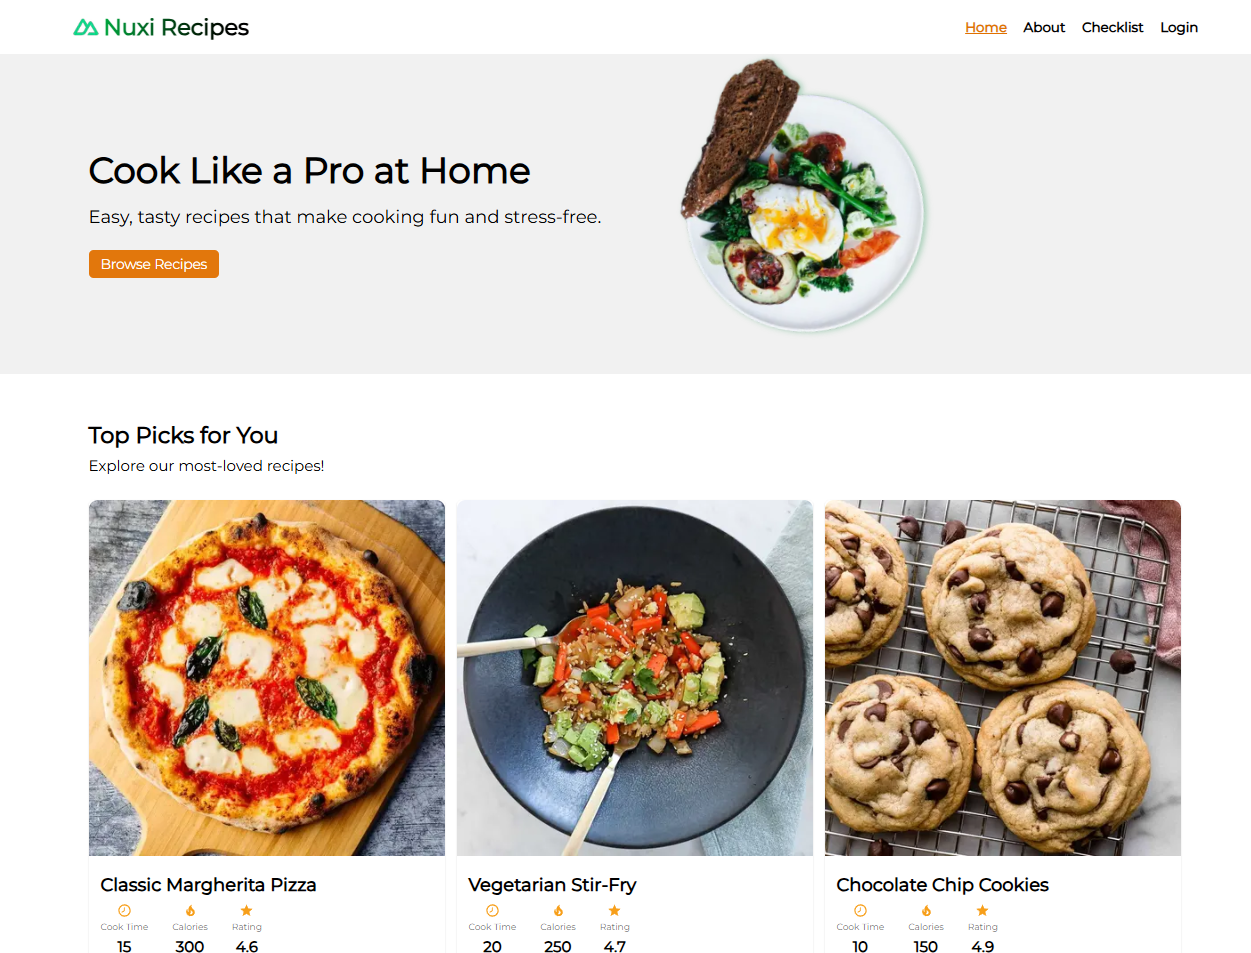 Nuxi Recipes
Home About Checklist Login
Cook Like a Pro at Home
Easy, tasty recipes that make cooking fun and stress-free.
Browse Recipes
Top Picks for You
Explore our most-loved recipes!
Classic Margherita Pizza
Cook Time Calories Rating
15 300 4.6
Vegetarian Stir-Fry
Cook Time Calories Rating
20 250 4.7
Chocolate Chip Cookies
Cook Time Calories Rating
10 150 4.9